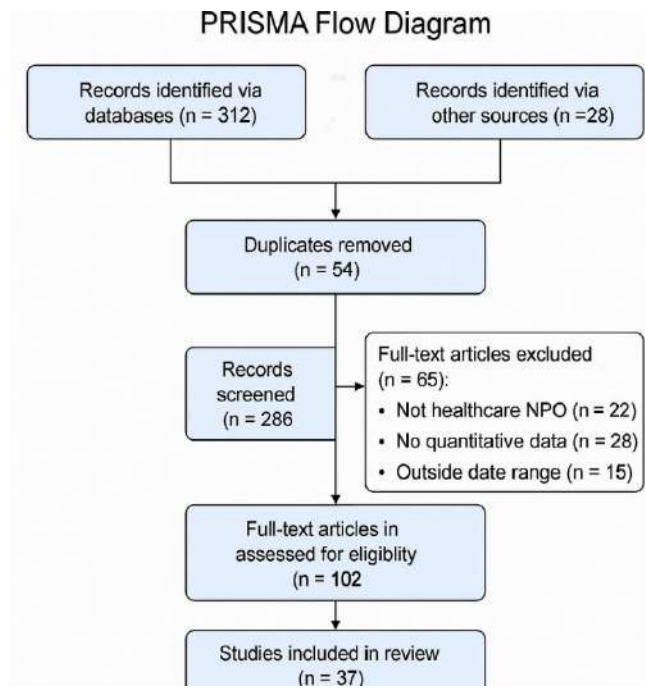 PRISMA Flow Diagram
Records identified via
databases (n = 312)
Records identified via
other sources (n =28)
Duplicates removed
(n = 54)
Records
screened
(n = 286
Full-text articles excluded
(n = 65):
• Not healthcare NPO (n = 22)
• No quantitative data (n = 28)
• Outside date range (n = 15)
Full-text articles in
assessed for eligiblity
(n = 102
Studies included in review
(n = 37)